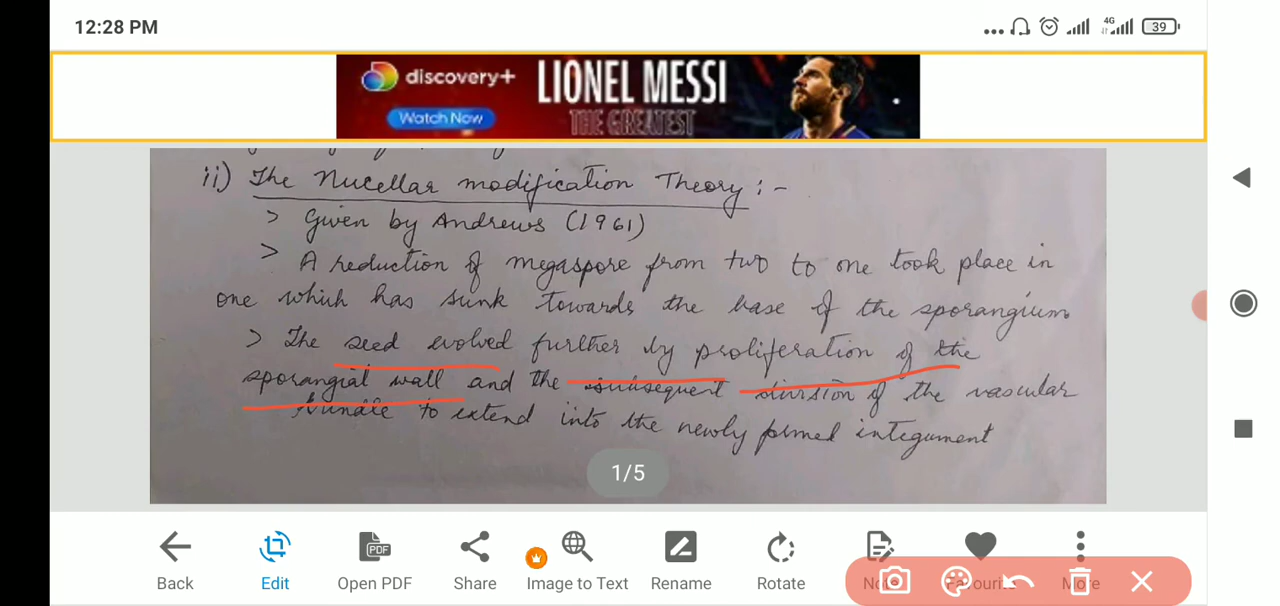 12:28 PM
4G
39
discovery+
LIONEL MESSI
Watch Now
THE GREATEST
ii) The Nucellar modification Theory :-
> Given by Andrews (1961)
> A reduction of megaspore from two to one took place in
one which has sunk towards the base of the sporangium.
> The seed evolved further by proliferation of the
sporangial wall and the subsequent division of the vascular
bundle to extend into the newly formed integument
1/5
Back
Edit
PDF
Open PDF
Share
Image to Text
Rename
Rotate